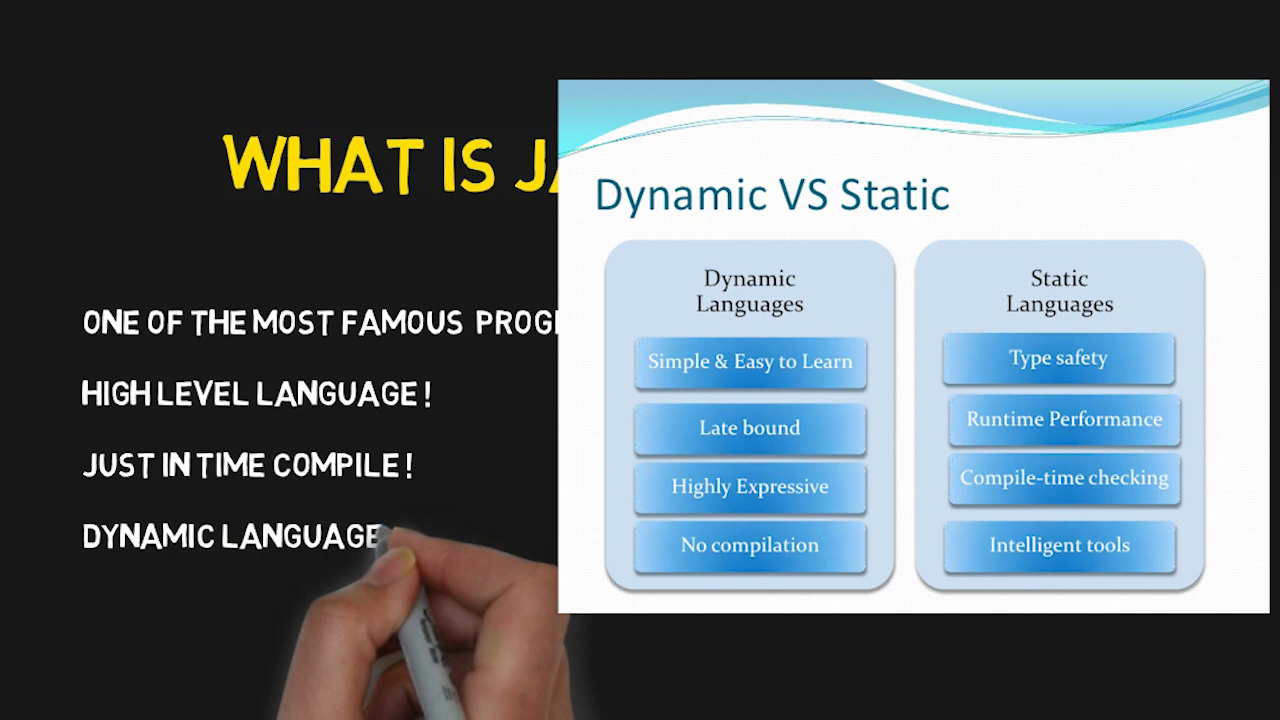 WHAT IS JA
ONE OF THE MOST FAMOUS PROG
HIGH LEVEL LANGUAGE!
JUST IN TIME COMPILE!
DYNAMIC LANGUAGE
Dynamic VS Static
Dynamic
Languages
Simple & Easy to Learn
Late bound
Highly Expressive
No compilation
Static
Languages
Type safety
Runtime Performance
Compile-time checking
Intelligent tools